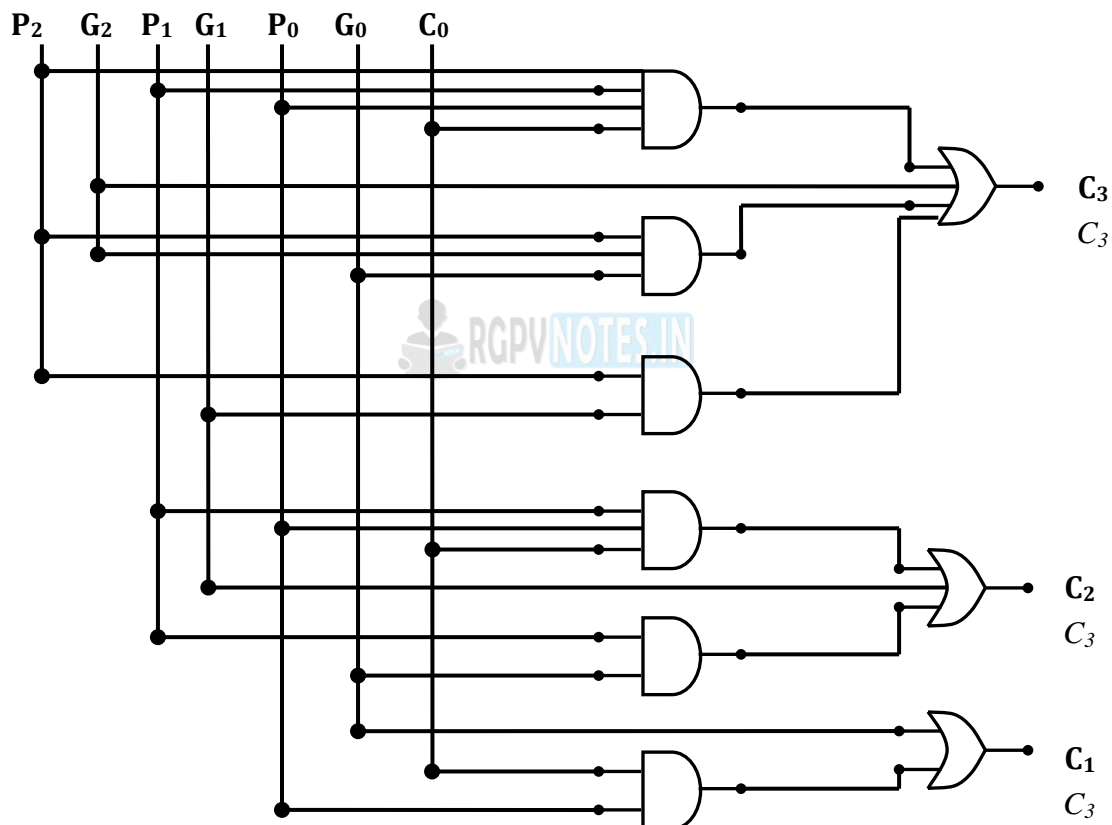 P₂ G₂ P₁ G₁ P₀ G₀ C₀
C₃
C₃
RGPVNOTES.IN
C₂
C₃
C₁
C₃